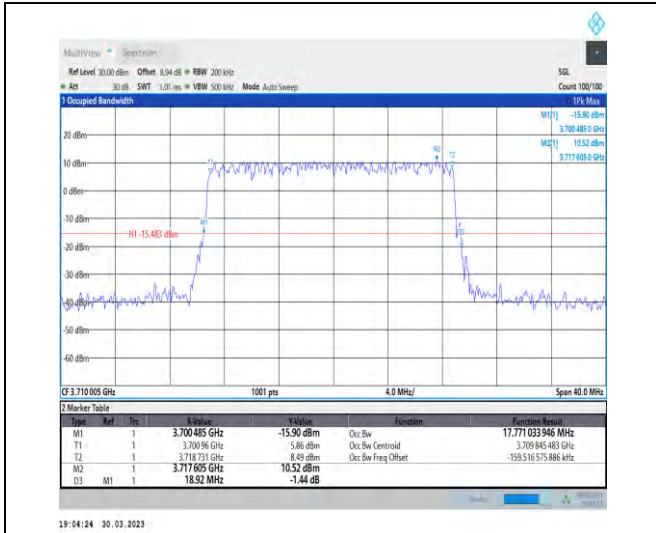 MultiView Spectrum
Ref Level 30.00 dBm Offset 8.94 dB RBW 200 kHz SGL
Att 30 dB SWT 1.01 ms VBW 500 kHz Mode Auto Sweep Count 100/100
1 Occupied Bandwidth 1Pk Max
M1[1] -15.90 dBm
3.700 485 0 GHz
M2[1] 10.52 dBm
3.717 605 0 GHz
20 dBm
M2
T1 T2
10 dBm
0 dBm
-10 dBm
M1
H1 -15.483 dBm
D3
-20 dBm
-30 dBm
-40 dBm
-50 dBm
-60 dBm
CF 3.710 005 GHz 1001 pts 4.0 MHz/ Span 40.0 MHz
2 Marker Table
Type Ref Trc X-Value Y-Value Function Function Result
M1 1 3.700 485 GHz -15.90 dBm Occ Bw 17.771 033 946 MHz
T1 1 3.700 96 GHz 5.86 dBm Occ Bw Centroid 3.709 845 483 GHz
T2 1 3.718 731 GHz 8.49 dBm Occ Bw Freq Offset -159.516 575 886 kHz
M2 1 3.717 605 GHz 10.52 dBm
D3 M1 1 18.92 MHz -1.44 dB
19:04:24 30.03.2023